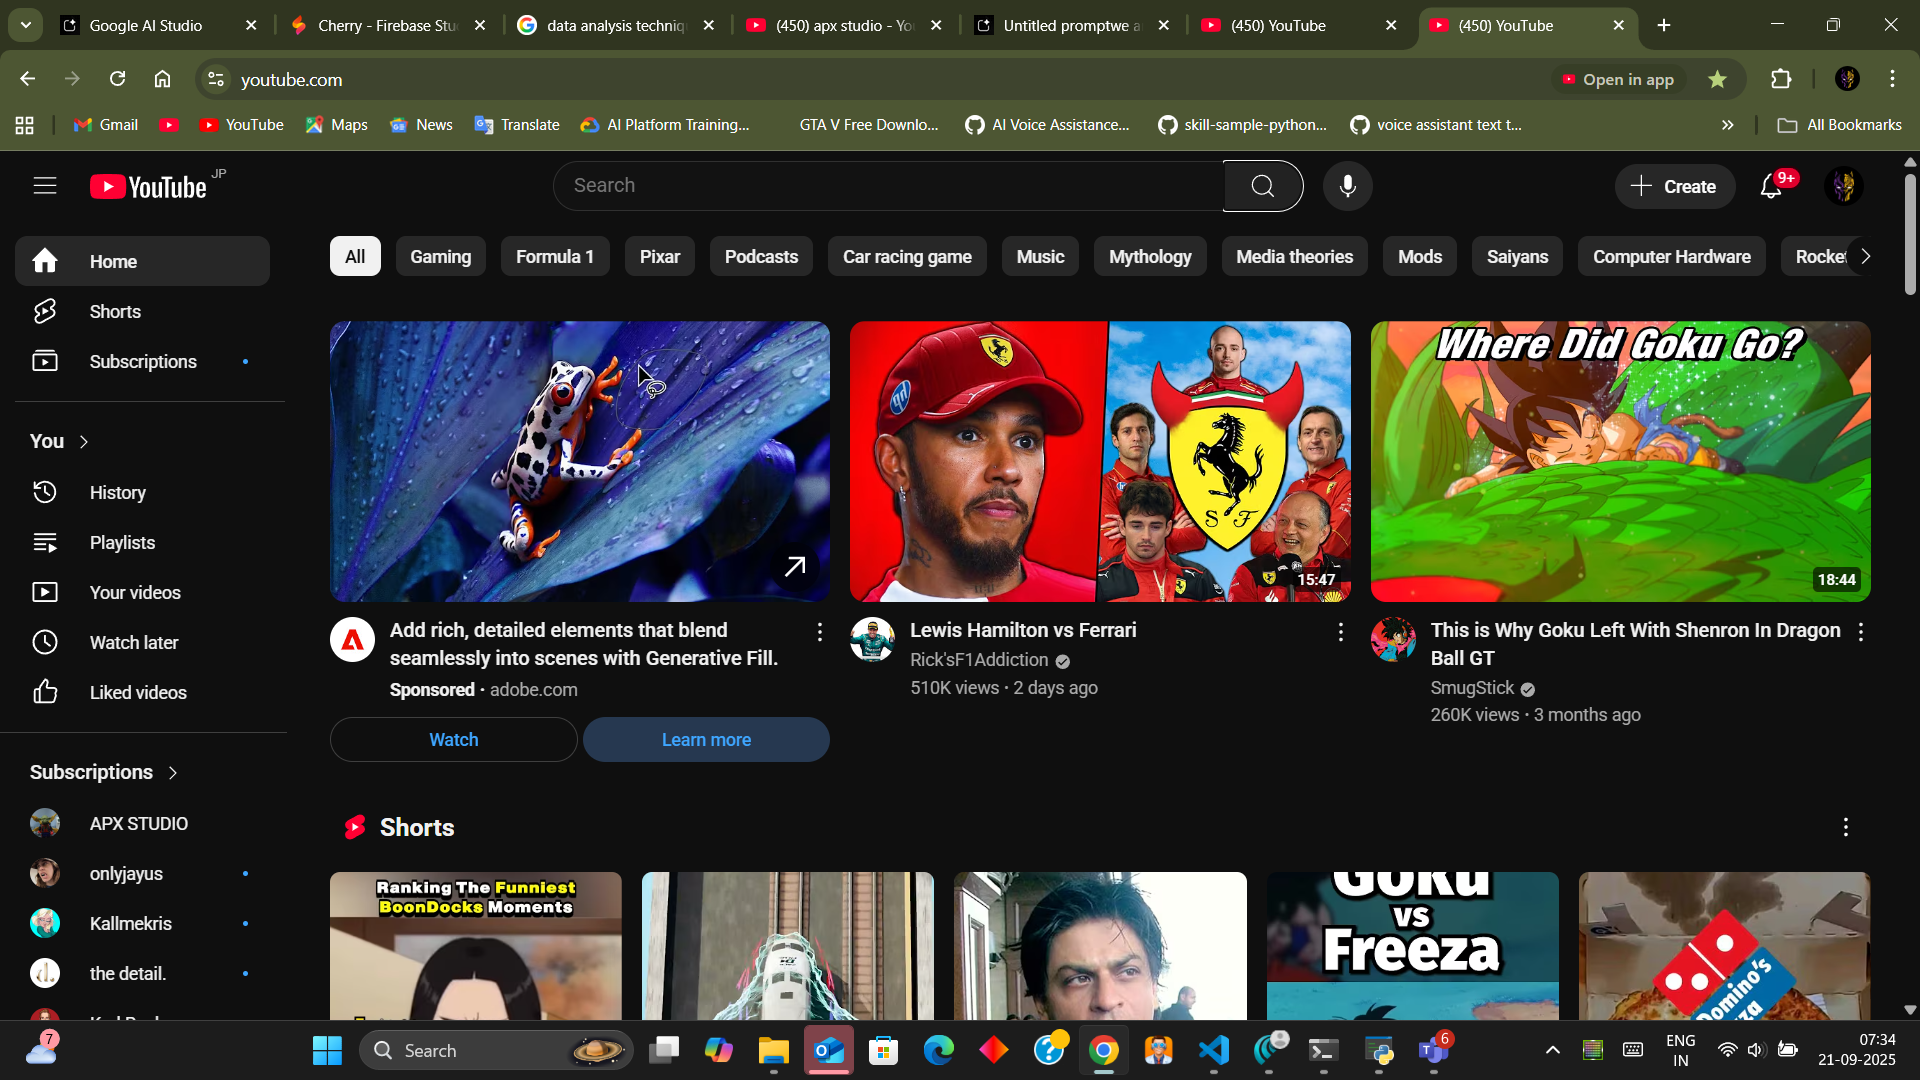 Google AI Studio
Cherry - Firebase Stu
data analysis techniq
(450) apx studio - Yo
Untitled promptwe a
(450) YouTube
(450) YouTube
youtube.com
Open in app
Gmail
YouTube
Maps
News
Translate
AI Platform Training...
GTA V Free Downlo...
AI Voice Assistance...
skill-sample-python...
voice assistant text t...
All Bookmarks
YouTube JP
Search
Create
9+
Home
Shorts
Subscriptions
You
History
Playlists
Your videos
Watch later
Liked videos
Subscriptions
APX STUDIO
onlyjayus
Kallmekris
the detail.
All
Gaming
Formula 1
Pixar
Podcasts
Car racing game
Music
Mythology
Media theories
Mods
Saiyans
Computer Hardware
Rocket
Add rich, detailed elements that blend
seamlessly into scenes with Generative Fill.
Sponsored · adobe.com
Watch
Learn more
hp
S F
15:47
Lewis Hamilton vs Ferrari
Rick'sF1Addiction
510K views · 2 days ago
Where Did Goku Go?
18:44
This is Why Goku Left With Shenron In Dragon
Ball GT
SmugStick
260K views · 3 months ago
Shorts
Ranking The Funniest
BoonDocks Moments
GOKU
vs
Freeza
Domino's
7
Search
6
ENG
IN
07:34
21-09-2025